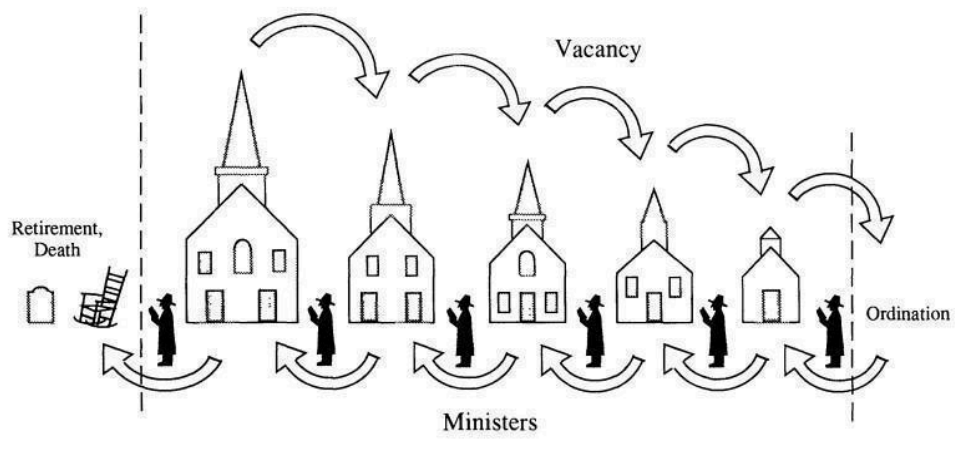 Vacancy
Retirement,
Death
Ordination
Ministers